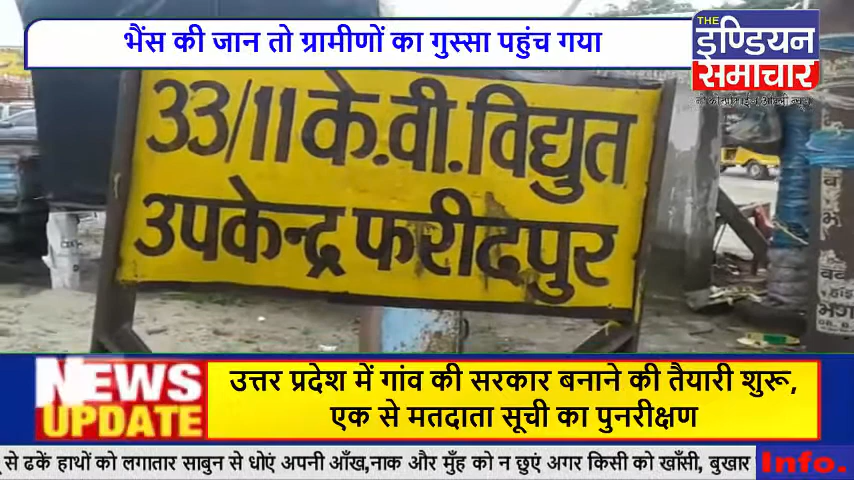 भैंस की जान तो ग्रामीणों का गुस्सा पहुंच गया
THE
इण्डियन
समाचार
33/11 के.वी.विद्युत
उपकेन्द्र फरीदपुर
NEWS
UPDATE
उत्तर प्रदेश में गांव की सरकार बनाने की तैयारी शुरू,
एक से मतदाता सूची का पुनरीक्षण
से ढकें हाथों को लगातार साबुन से धोएं अपनी आँख,नाक और मुँह को न छुएं अगर किसी को खाँसी, बुखार
Info.